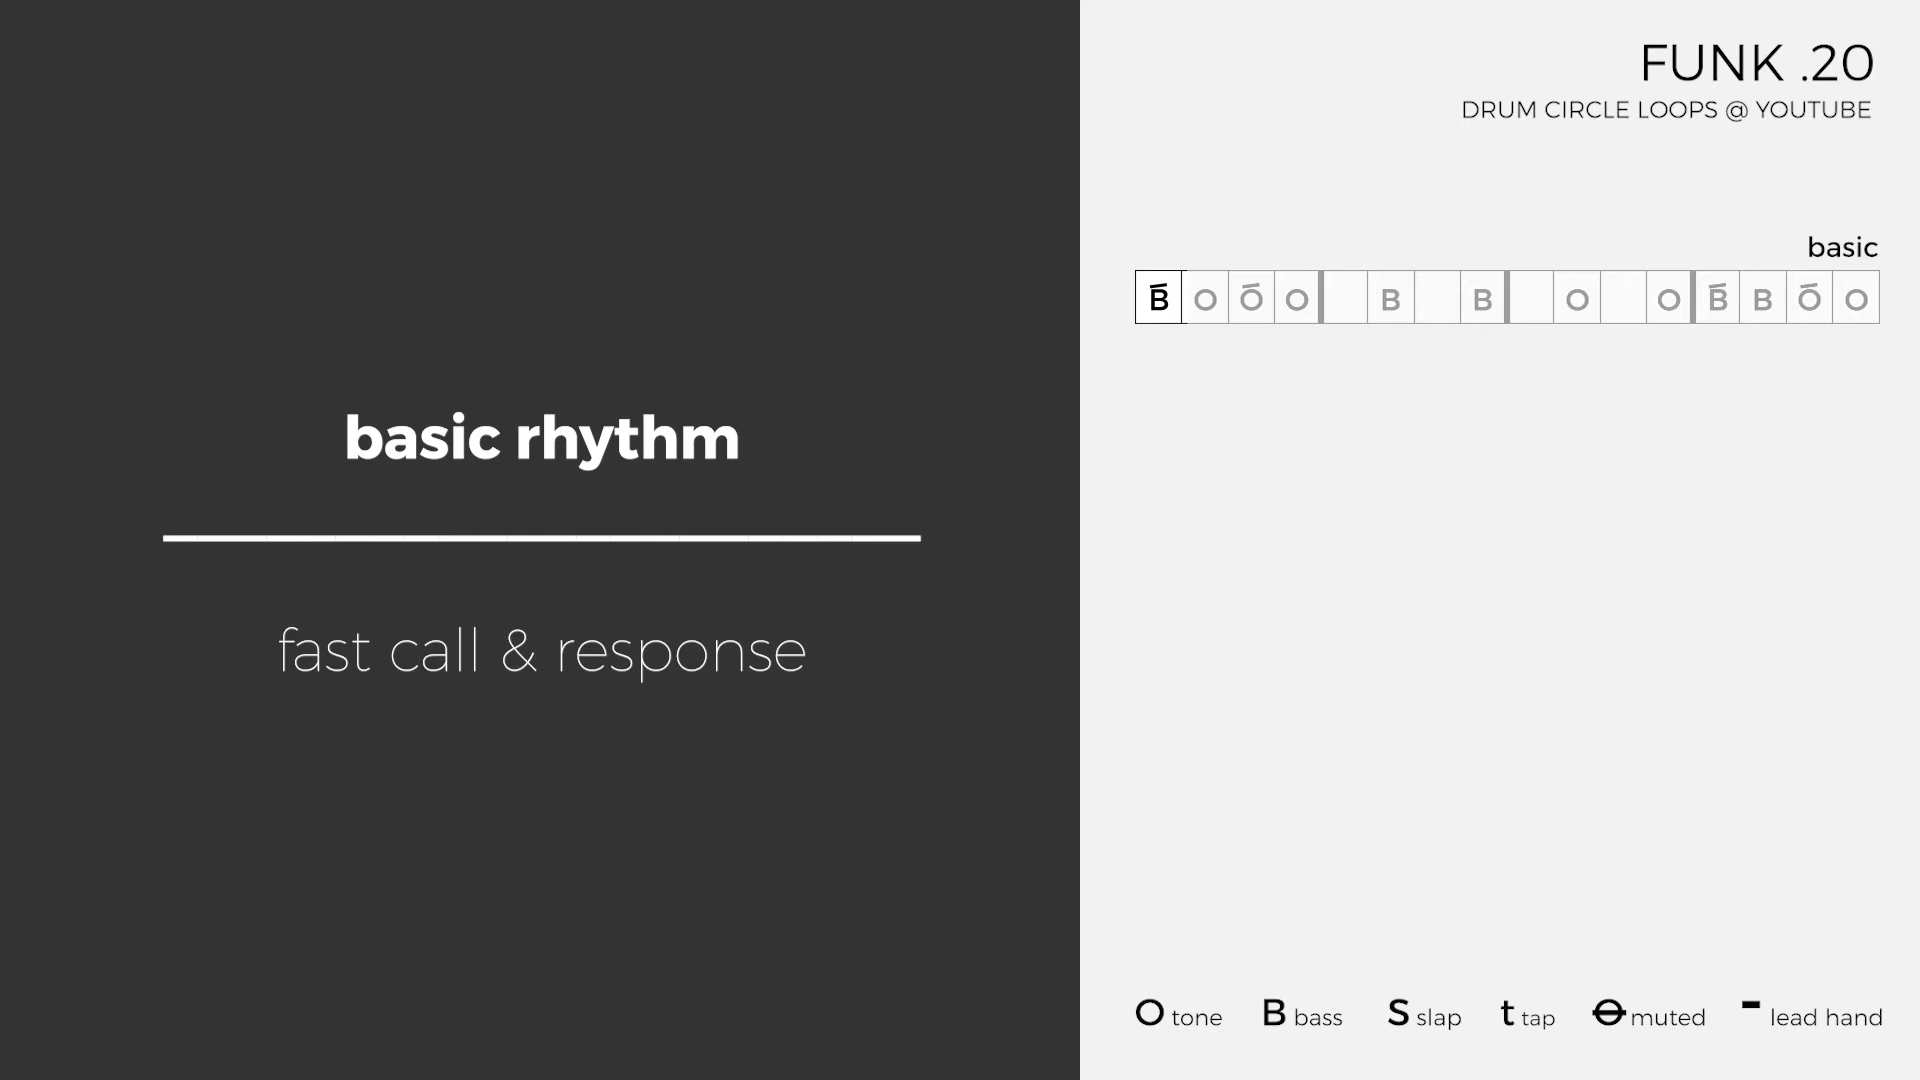 FUNK .20
DRUM CIRCLE LOOPS @ YOUTUBE
basic
B̄ O Ō O B B O O B̄ B Ō O
basic rhythm
fast call & response
O tone B bass S slap t tap O̶ muted - lead hand